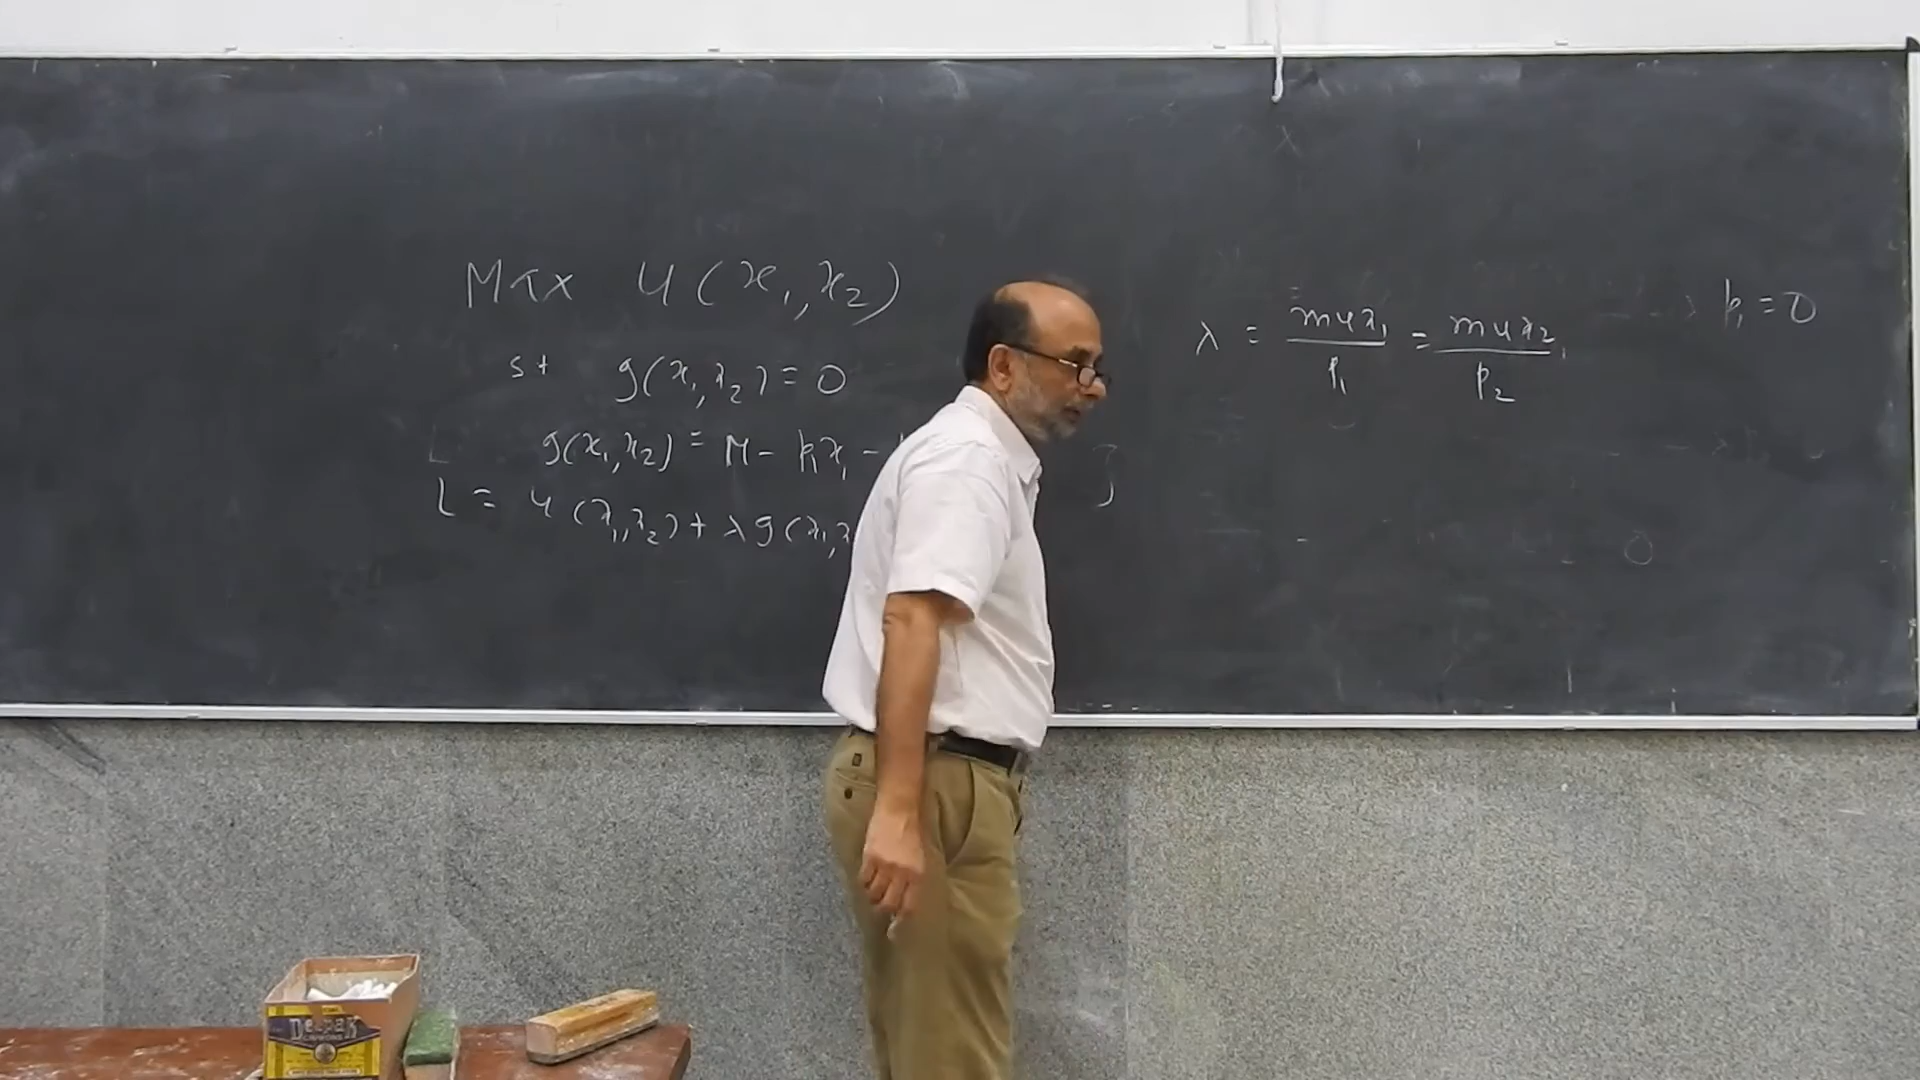 Max u(x₁, x₂)
st g(x₁, x₂) = 0
g(x₁, x₂) = M - p₁x₁ -
L = u(x₁, x₂) + λg(x₁, x
λ = mux₁/p₁ = mux₂/p₂
p₁ = 0